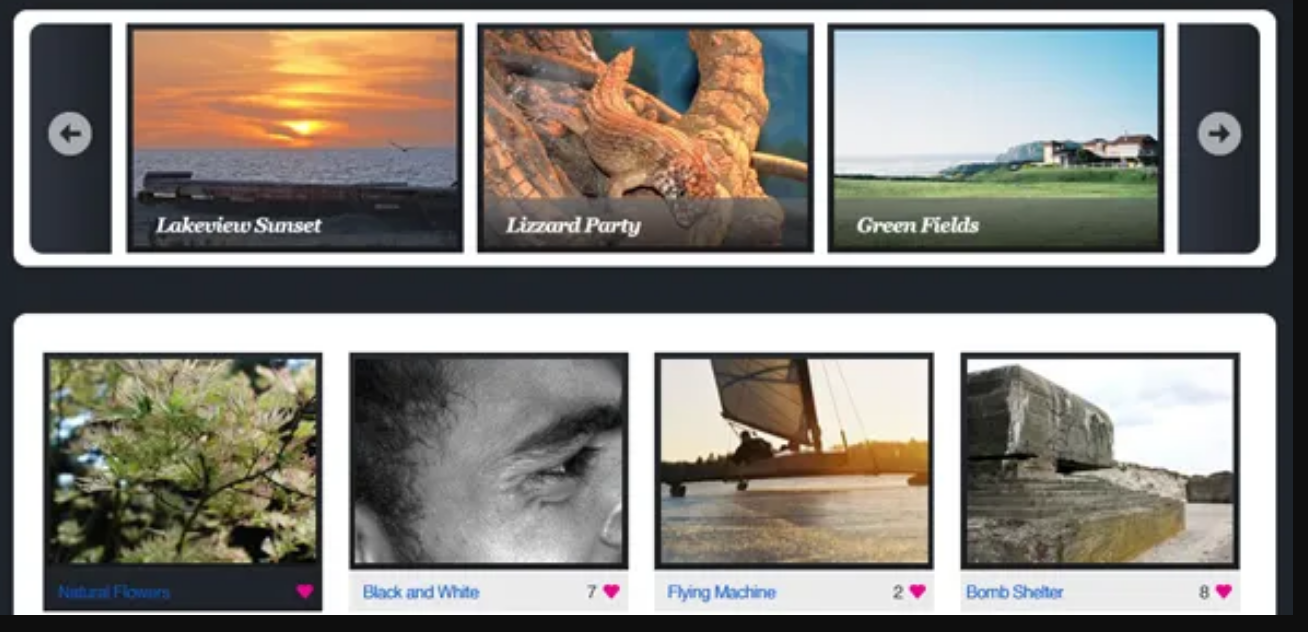 Lakeview Sunset
Lizzard Party
Green Fields
Natural Flowers
Black and White 7
Flying Machine 2
Bomb Shelter 8